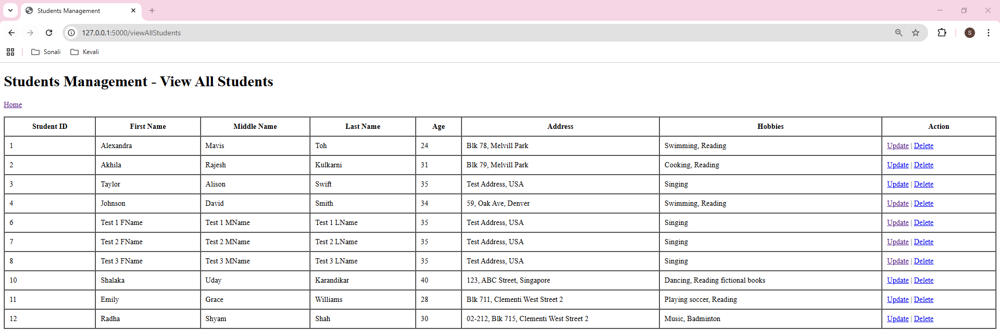 Students Management
127.0.0.1:5000/viewAllStudents
S
Sonali Kevali
Students Management - View All Students
Home
Student ID First Name Middle Name Last Name Age Address Hobbies Action
1 Alexandra Mavis Toh 24 Blk 78, Melvill Park Swimming, Reading Update | Delete
2 Akhila Rajesh Kulkarni 31 Blk 79, Melvill Park Cooking, Reading Update | Delete
3 Taylor Alison Swift 35 Test Address, USA Singing Update | Delete
4 Johnson David Smith 34 59, Oak Ave, Denver Swimming, Reading Update | Delete
6 Test 1 FName Test 1 MName Test 1 LName 35 Test Address, USA Singing Update | Delete
7 Test 2 FName Test 2 MName Test 2 LName 35 Test Address, USA Singing Update | Delete
8 Test 3 FName Test 3 MName Test 3 LName 35 Test Address, USA Singing Update | Delete
10 Shalaka Uday Karandikar 40 123, ABC Street, Singapore Dancing, Reading fictional books Update | Delete
11 Emily Grace Williams 28 Blk 711, Clementi West Street 2 Playing soccer, Reading Update | Delete
12 Radha Shyam Shah 30 02-212, Blk 715, Clementi West Street 2 Music, Badminton Update | Delete